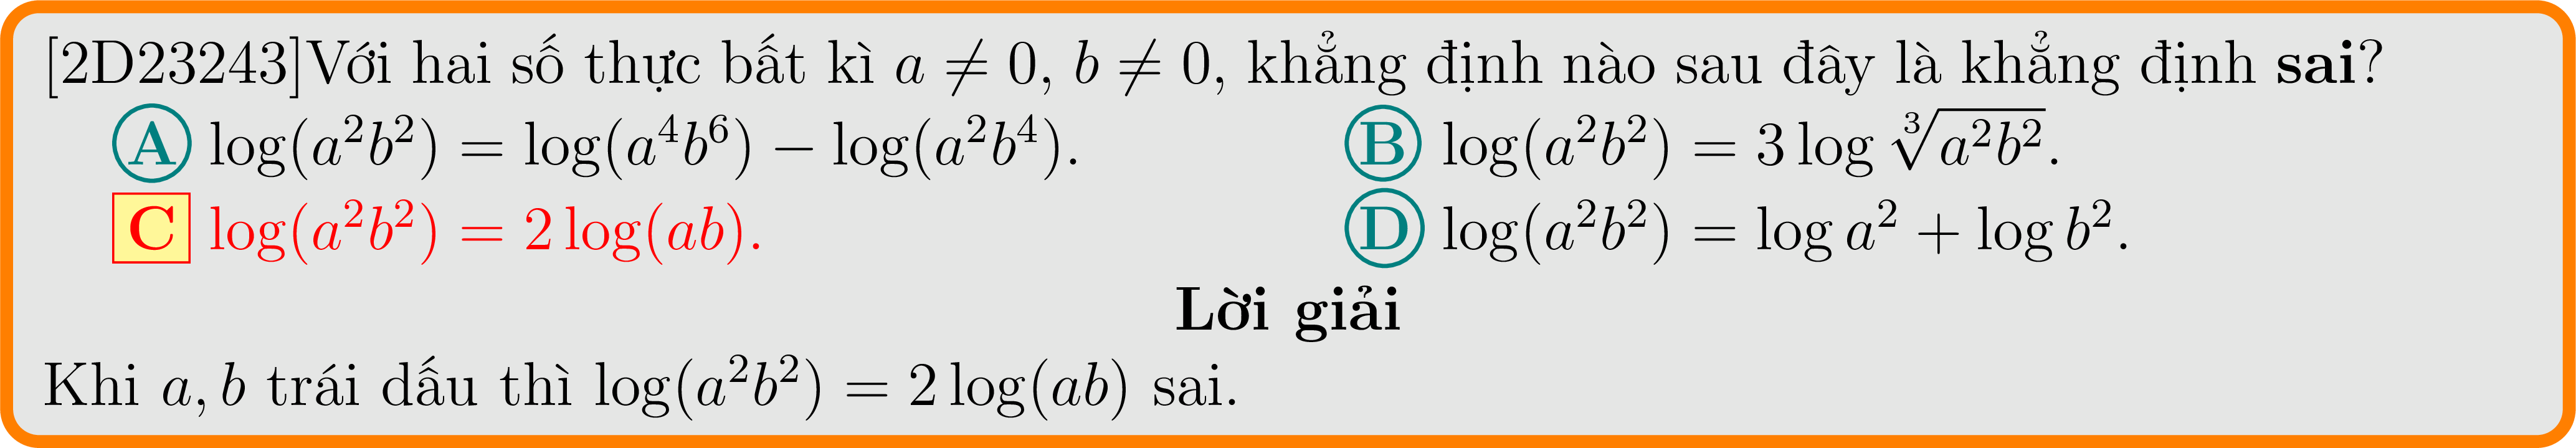 [2D23243]Với hai số thực bất kì $a \neq 0$, $b \neq 0$, khẳng định nào sau đây là khẳng định sai?
A $\log(a^2b^2) = \log(a^4b^6) - \log(a^2b^4)$. B $\log(a^2b^2) = 3\log\sqrt[3]{a^2b^2}$.
C $\log(a^2b^2) = 2\log(ab)$. D $\log(a^2b^2) = \log a^2 + \log b^2$.
Lời giải
Khi $a, b$ trái dấu thì $\log(a^2b^2) = 2\log(ab)$ sai.